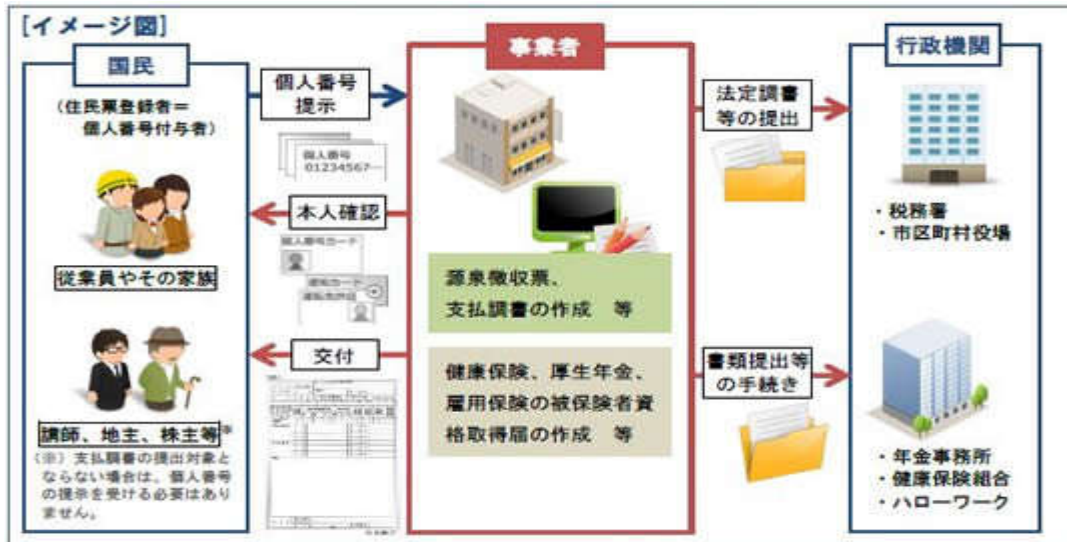 [イメージ図]
国民
(住民票登録者=
個人番号付与者)
従業員やその家族
講師、地主、株主等※
(※) 支払調書の提出対象と
ならない場合は、個人番号
の提示を受ける必要はあり
ません。
個人番号
提示
個人番号
01234567…
本人確認
個人番号カード
交付
事業者
源泉徴収票、
支払調書の作成 等
健康保険、厚生年金、
雇用保険の被保険者資
格取得届の作成 等
法定調書
等の提出
書類提出等
の手続き
行政機関
・税務署
・市区町村役場
・年金事務所
・健康保険組合
・ハローワーク